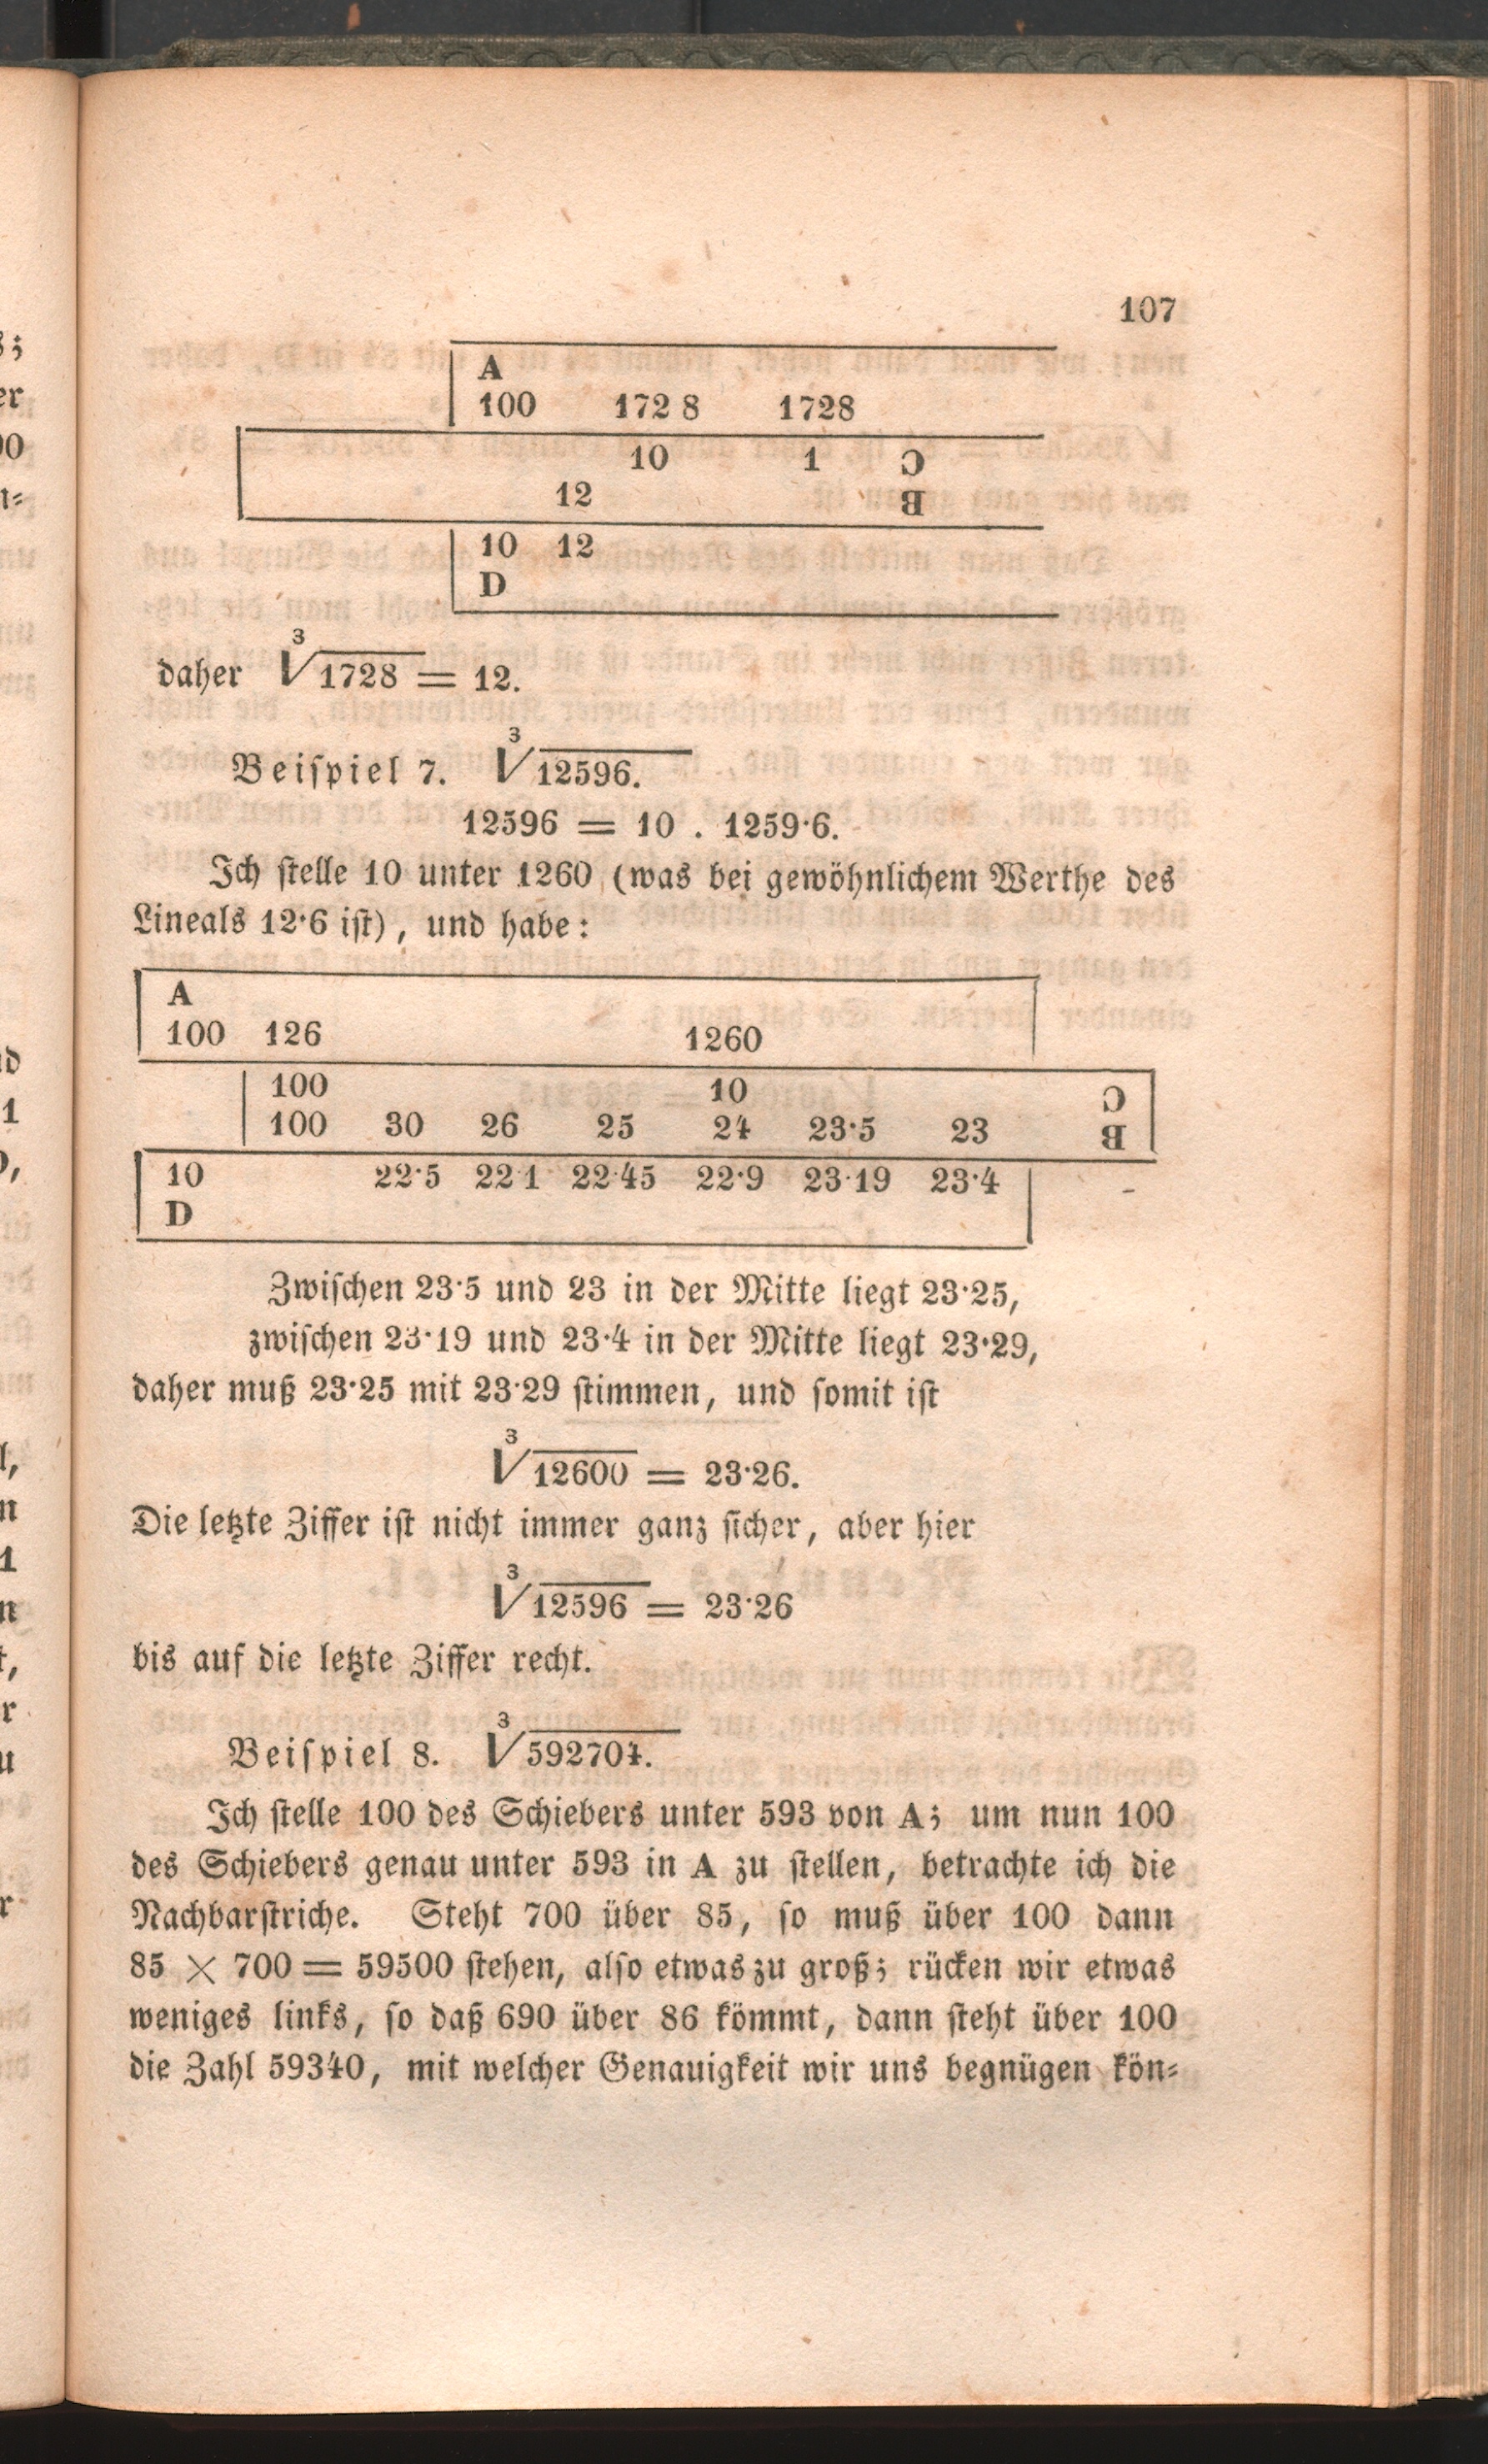 107
A
100 172 8 1728
10 1 C
12 B
10 12
D
daher ∛1728 = 12.
Beiſpiel 7. ∛12596.
12596 = 10 . 1259·6.
Ich ſtelle 10 unter 1260 (was bei gewöhnlichem Werthe des
Lineals 12·6 iſt), und habe:
A
100 126 1260
100 10 C
100 30 26 25 24 23·5 23 B
10 22·5 22 1 22·45 22·9 23·19 23·4
D
Zwiſchen 23·5 und 23 in der Mitte liegt 23·25,
zwiſchen 23·19 und 23·4 in der Mitte liegt 23·29,
daher muß 23·25 mit 23·29 ſtimmen, und ſomit iſt
∛12600 = 23·26.
Die letzte Ziffer iſt nicht immer ganz ſicher, aber hier
∛12596 = 23·26
bis auf die letzte Ziffer recht.
Beiſpiel 8. ∛592704.
Ich ſtelle 100 des Schiebers unter 593 von A; um nun 100
des Schiebers genau unter 593 in A zu ſtellen, betrachte ich die
Nachbarſtriche. Steht 700 über 85, ſo muß über 100 dann
85 × 700 = 59500 ſtehen, alſo etwas zu groß; rücken wir etwas
weniges links, ſo daß 690 über 86 kömmt, dann ſteht über 100
die Zahl 59340, mit welcher Genauigkeit wir uns begnügen kön-